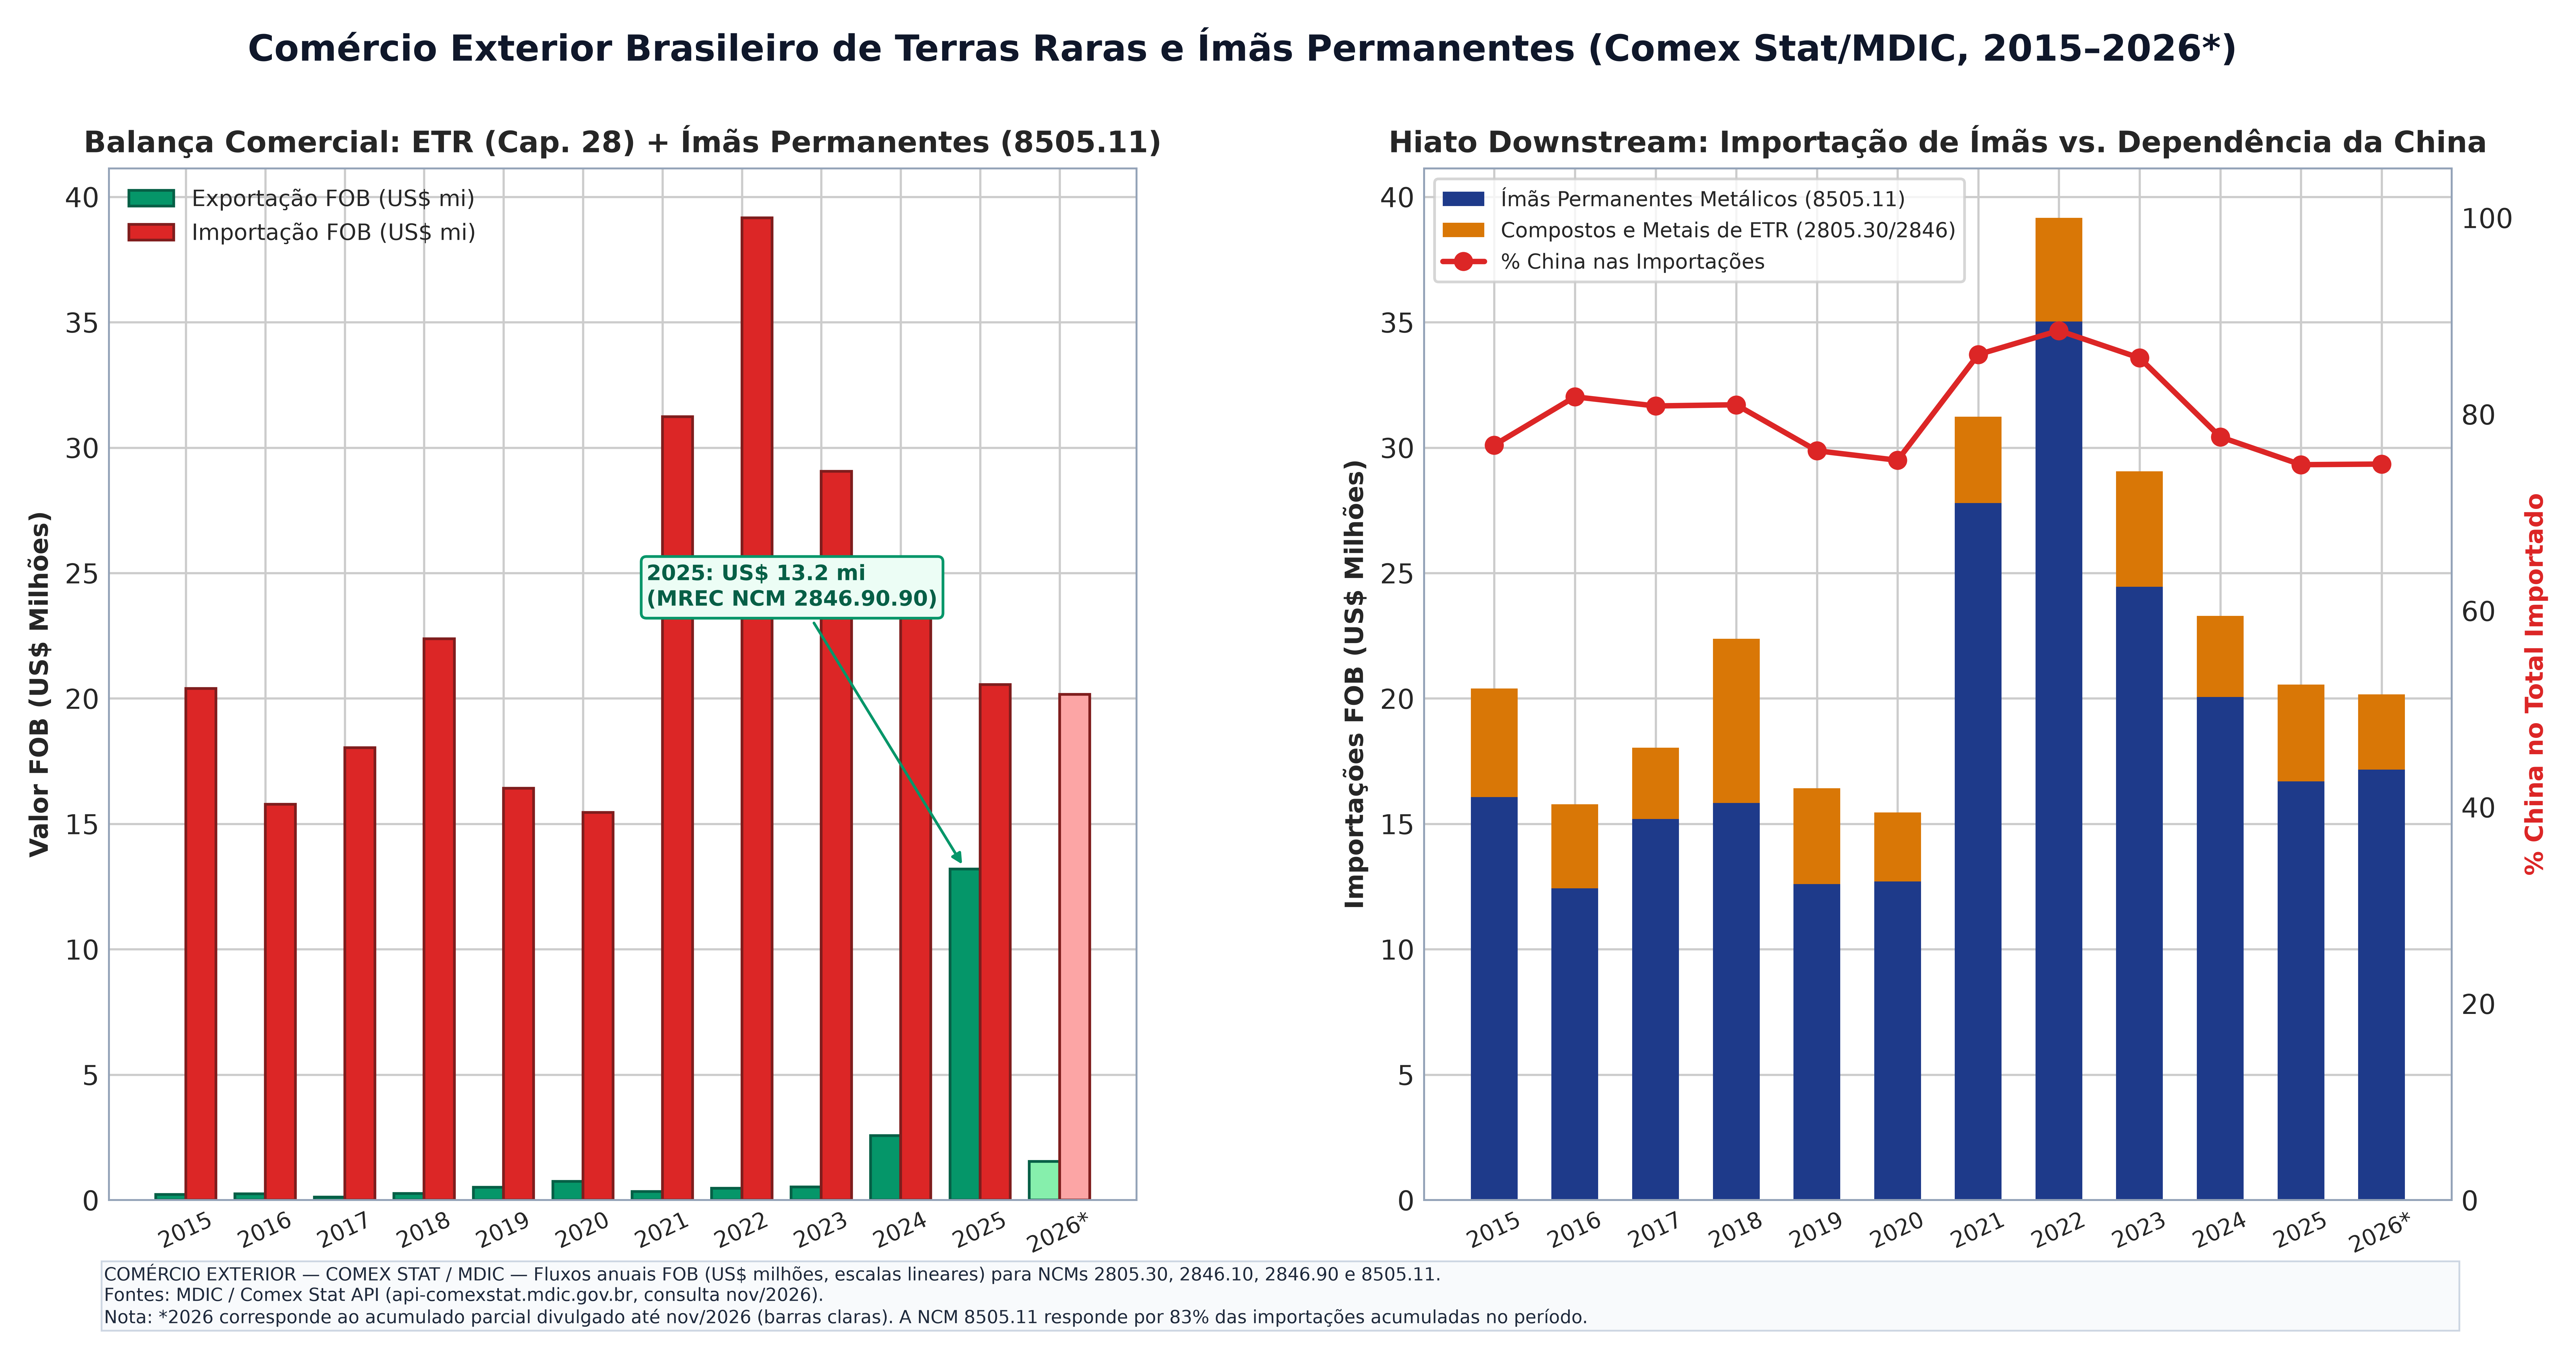 Comércio Exterior Brasileiro de Terras Raras e Ímãs Permanentes (Comex Stat/MDIC, 2015–2026*)
Balança Comercial: ETR (Cap. 28) + Ímãs Permanentes (8505.11)
Exportação FOB (US$ mi)
Importação FOB (US$ mi)
Valor FOB (US$ Milhões)
40
35
30
25
20
15
10
5
0
2025: US$ 13.2 mi
(MREC NCM 2846.90.90)
2015 2016 2017 2018 2019 2020 2021 2022 2023 2024 2025 2026*
Hiato Downstream: Importação de Ímãs vs. Dependência da China
Ímãs Permanentes Metálicos (8505.11)
Compostos e Metais de ETR (2805.30/2846)
% China nas Importações
Importações FOB (US$ Milhões)
40
35
30
25
20
15
10
5
0
100
80
60
40
20
0
% China no Total Importado
2015 2016 2017 2018 2019 2020 2021 2022 2023 2024 2025 2026*
COMÉRCIO EXTERIOR — COMEX STAT / MDIC — Fluxos anuais FOB (US$ milhões, escalas lineares) para NCMs 2805.30, 2846.10, 2846.90 e 8505.11.
Fontes: MDIC / Comex Stat API (api-comexstat.mdic.gov.br, consulta nov/2026).
Nota: *2026 corresponde ao acumulado parcial divulgado até nov/2026 (barras claras). A NCM 8505.11 responde por 83% das importações acumuladas no período.